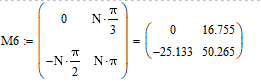 M6 := ( 0 N·π/3 ) = ( 0 16.755 )
( −N·π/2 N·π ) ( −25.133 50.265 )